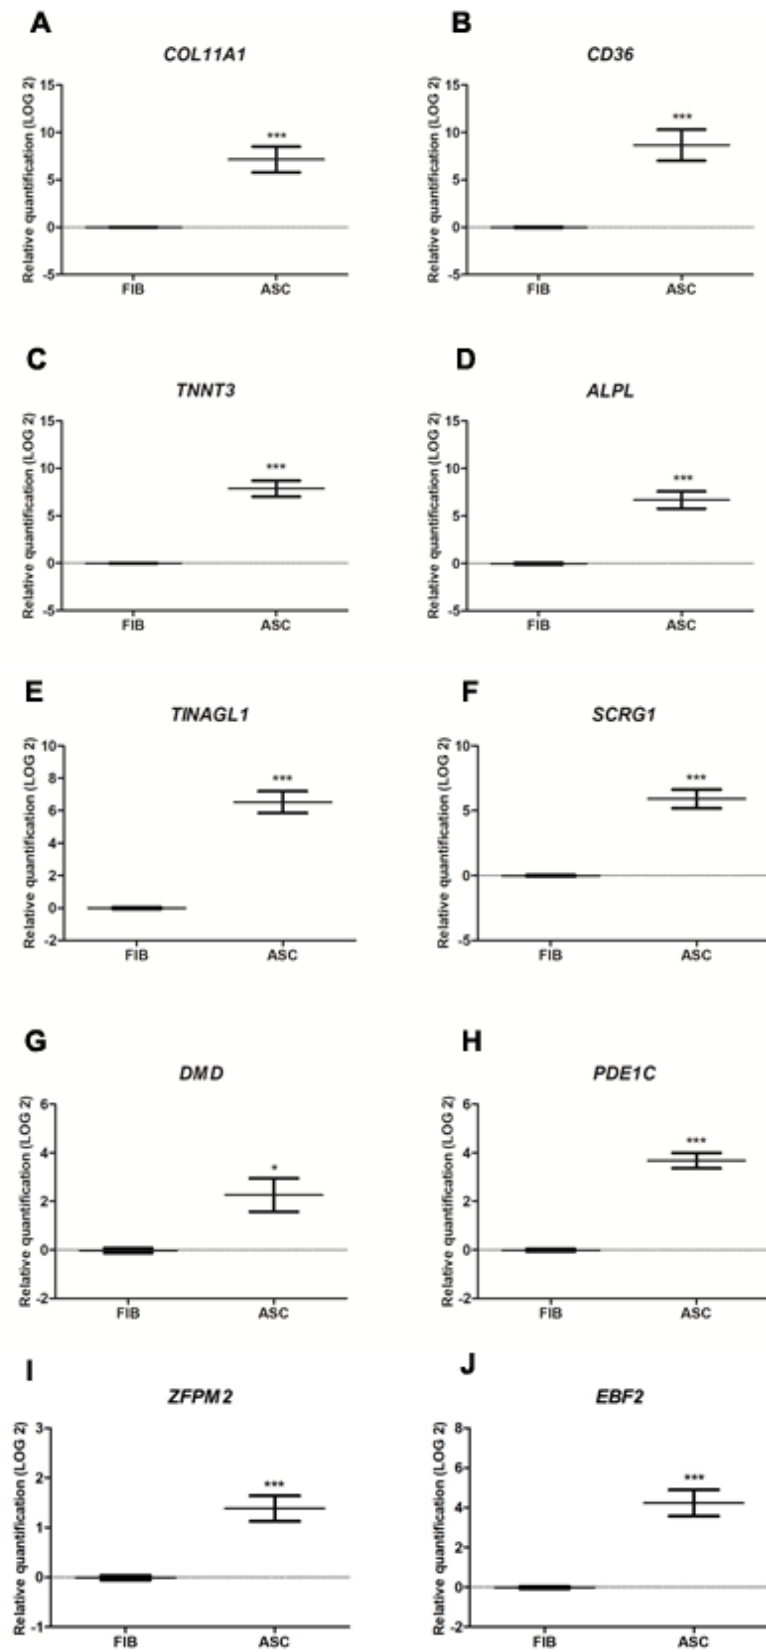 A
COL11A1
Relative quantification (LOG 2)
15
10
5
0
-5
***
FIB
ASC
B
CD36
Relative quantification (LOG 2)
15
10
5
0
-5
***
FIB
ASC
C
TNNT3
Relative quantification (LOG 2)
15
10
5
0
-5
***
FIB
ASC
D
ALPL
Relative quantification (LOG 2)
15
10
5
0
-5
***
FIB
ASC
E
TINAGL1
Relative quantification (LOG 2)
10
8
6
4
2
0
-2
***
FIB
ASC
F
SCRG1
Relative quantification (LOG 2)
10
5
0
-5
***
FIB
ASC
G
DMD
Relative quantification (LOG 2)
6
4
2
0
-2
*
FIB
ASC
H
PDE1C
Relative quantification (LOG 2)
6
4
2
0
-2
***
FIB
ASC
I
ZFPM2
Relative quantification (LOG 2)
3
2
1
0
-1
***
FIB
ASC
J
EBF2
Relative quantification (LOG 2)
8
6
4
2
0
-2
***
FIB
ASC